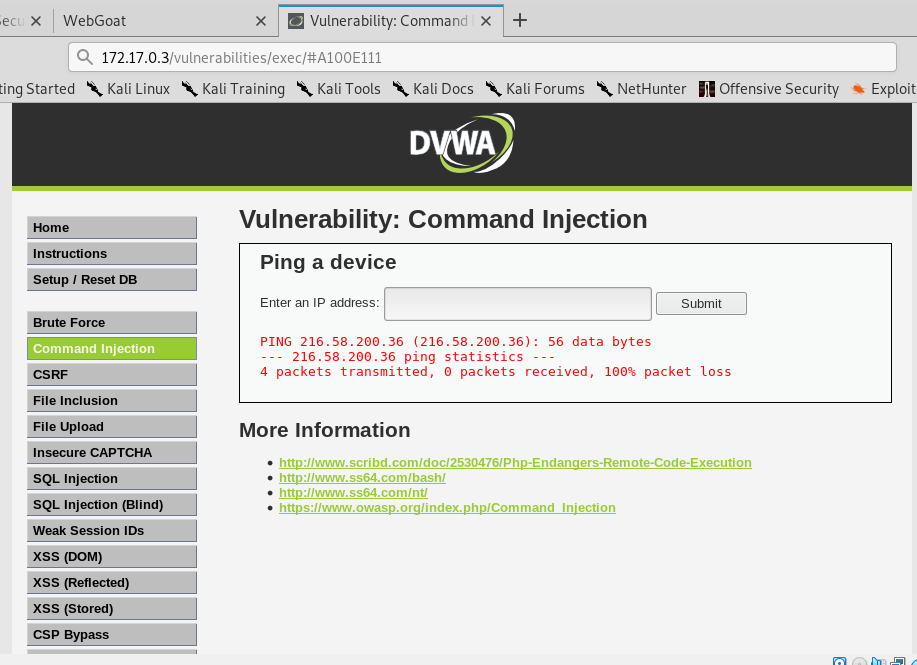 Secu
WebGoat
Vulnerability: Command
172.17.0.3/vulnerabilities/exec/#A100E111
ting Started Kali Linux Kali Training Kali Tools Kali Docs Kali Forums NetHunter Offensive Security Exploit
DVWA
Home
Instructions
Setup / Reset DB
Brute Force
Command Injection
CSRF
File Inclusion
File Upload
Insecure CAPTCHA
SQL Injection
SQL Injection (Blind)
Weak Session IDs
XSS (DOM)
XSS (Reflected)
XSS (Stored)
CSP Bypass
Vulnerability: Command Injection
Ping a device
Enter an IP address: Submit
PING 216.58.200.36 (216.58.200.36): 56 data bytes
--- 216.58.200.36 ping statistics ---
4 packets transmitted, 0 packets received, 100% packet loss
More Information
http://www.scribd.com/doc/2530476/Php-Endangers-Remote-Code-Execution
http://www.ss64.com/bash/
http://www.ss64.com/nt/
https://www.owasp.org/index.php/Command_Injection